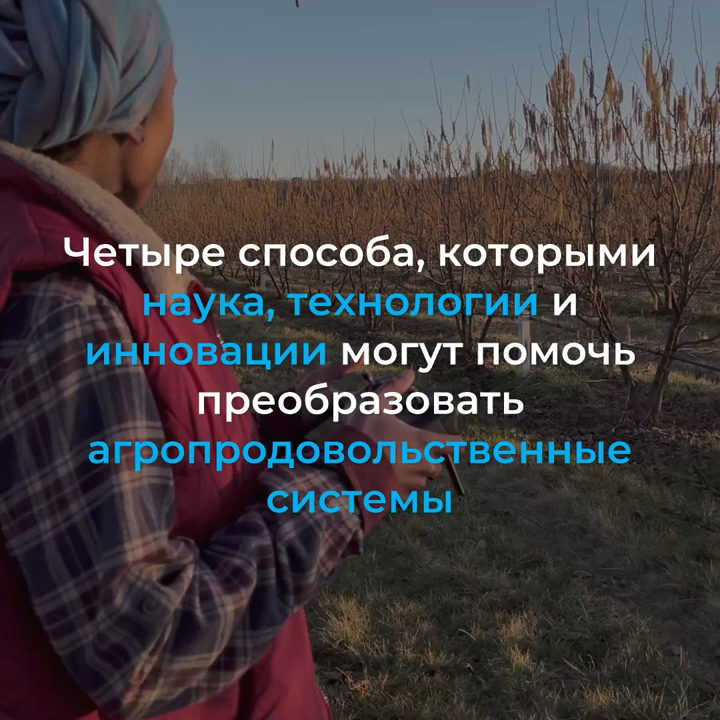 Четыре способа, которыми
наука, технологии и
инновации могут помочь
преобразовать
агропродовольственные
системы